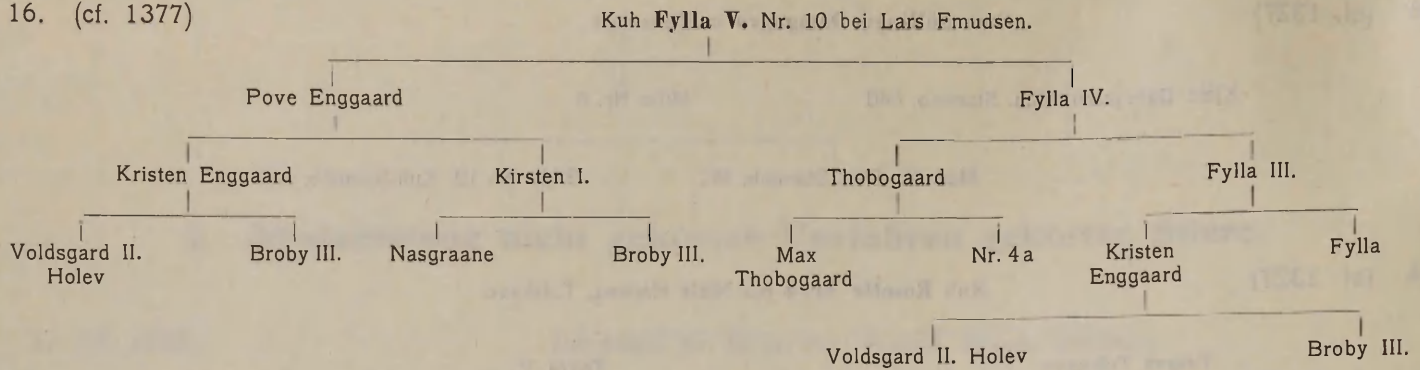 16. (cf. 1377)
Kuh Fylla V. Nr. 10 bei Lars Fmudsen.
Pove Enggaard Fylla IV.
Kristen Enggaard Kirsten I. Thobogaard Fylla III.
Voldsgard II. Broby III. Nasgraane Broby III. Max Nr. 4a Kristen Fylla
Holev Thobogaard Enggaard
Voldsgard II. Holev Broby III.